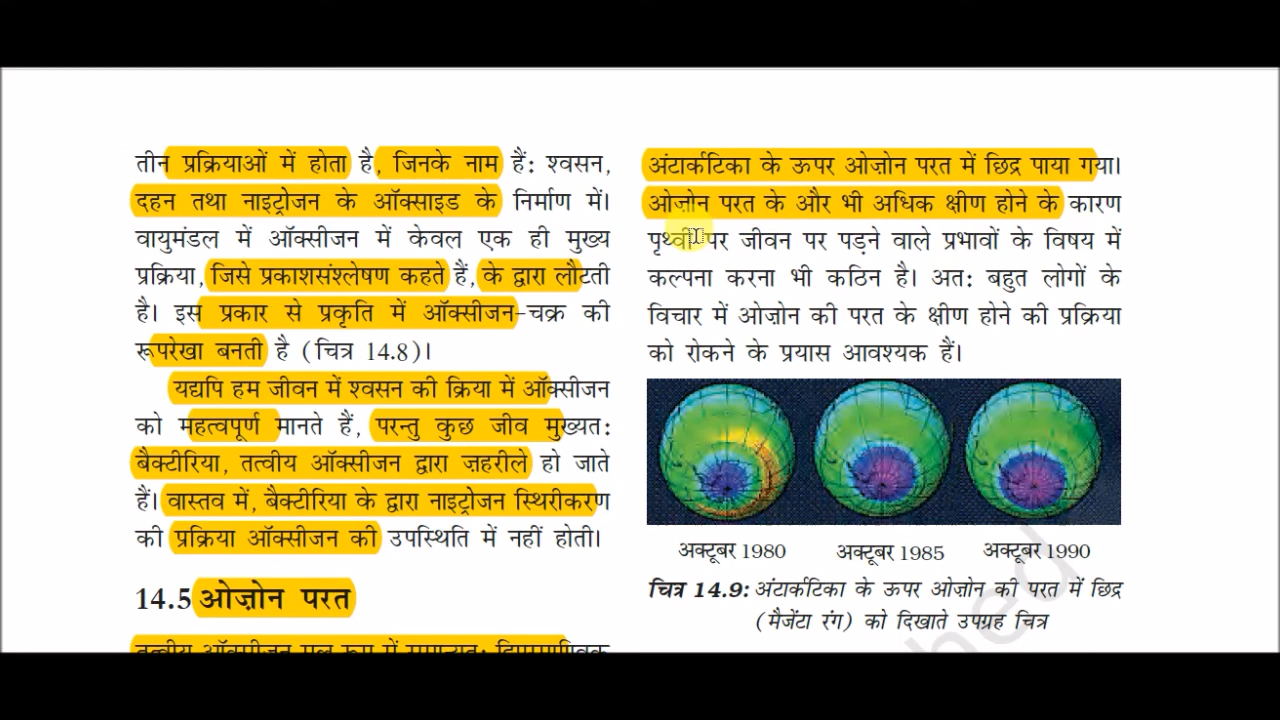 तीन प्रक्रियाओं में होता है, जिनके नाम हैं: श्वसन,
दहन तथा नाइट्रोजन के ऑक्साइड के निर्माण में।
वायुमंडल में ऑक्सीजन में केवल एक ही मुख्य
प्रक्रिया, जिसे प्रकाशसंश्लेषण कहते हैं, के द्वारा लौटती
है। इस प्रकार से प्रकृति में ऑक्सीजन-चक्र की
रूपरेखा बनती है (चित्र 14.8)।
यद्यपि हम जीवन में श्वसन की क्रिया में ऑक्सीजन
को महत्वपूर्ण मानते हैं, परन्तु कुछ जीव मुख्यत:
बैक्टीरिया, तत्वीय ऑक्सीजन द्वारा ज़हरीले हो जाते
हैं। वास्तव में, बैक्टीरिया के द्वारा नाइट्रोजन स्थिरीकरण
की प्रक्रिया ऑक्सीजन की उपस्थिति में नहीं होती।
14.5 ओज़ोन परत
अंटार्कटिका के ऊपर ओज़ोन परत में छिद्र पाया गया।
ओज़ोन परत के और भी अधिक क्षीण होने के कारण
पृथ्वी पर जीवन पर पड़ने वाले प्रभावों के विषय में
कल्पना करना भी कठिन है। अत: बहुत लोगों के
विचार में ओज़ोन की परत के क्षीण होने की प्रक्रिया
को रोकने के प्रयास आवश्यक हैं।
अक्टूबर 1980 अक्टूबर 1985 अक्टूबर 1990
चित्र 14.9: अंटार्कटिका के ऊपर ओज़ोन की परत में छिद्र
(मैजेंटा रंग) को दिखाते उपग्रह चित्र